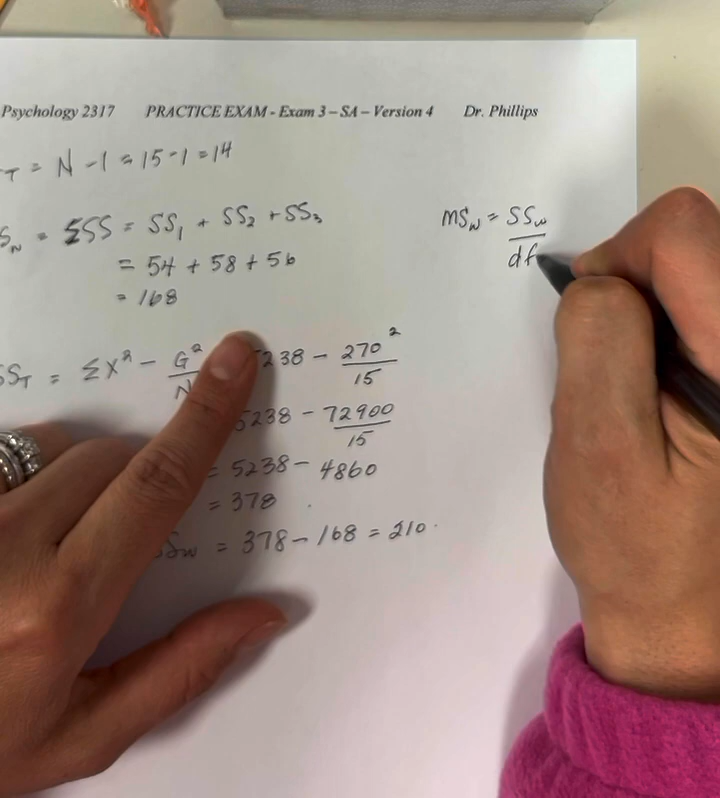 Psychology 2317 PRACTICE EXAM - Exam 3 – SA – Version 4 Dr. Phillips
T = N - 1 = 15 - 1 = 14
= ΣSS = SS₁ + SS₂ + SS₃
= 54 + 58 + 56
= 168
MS_W = SS_W / df
SS_T = ΣX² - G²/N 5238 - 270²/15
5238 - 72900/15
= 5238 - 4860
= 378
= 378 - 168 = 210